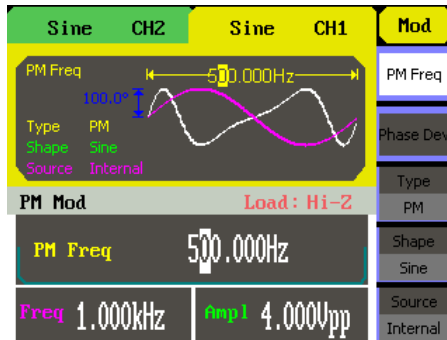 Sine CH2 Sine CH1 Mod
PM Freq
500.000Hz
100.0°
Type PM
Shape Sine
Source Internal
PM Mod Load: Hi-Z
PM Freq 500.000Hz
Freq 1.000kHz Ampl 4.000Vpp
PM Freq
Phase Dev
Type
PM
Shape
Sine
Source
Internal